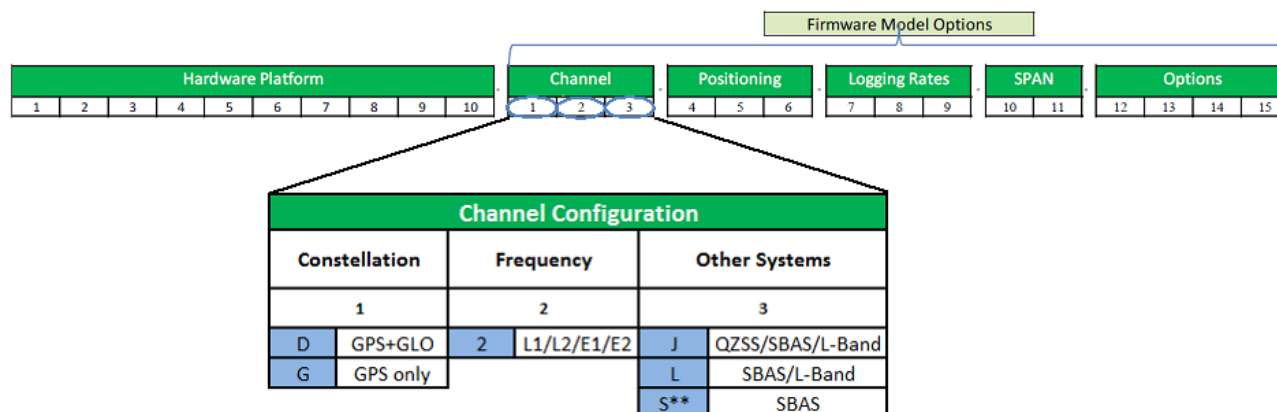 Firmware Model Options
Hardware Platform - Channel - Positioning - Logging Rates - SPAN - Options
1 2 3 4 5 6 7 8 9 10 1 2 3 4 5 6 7 8 9 10 11 12 13 14 15
Channel Configuration
Constellation Frequency Other Systems
1 2 3
D GPS+GLO 2 L1/L2/E1/E2 J QZSS/SBAS/L-Band
G GPS only L SBAS/L-Band
S** SBAS